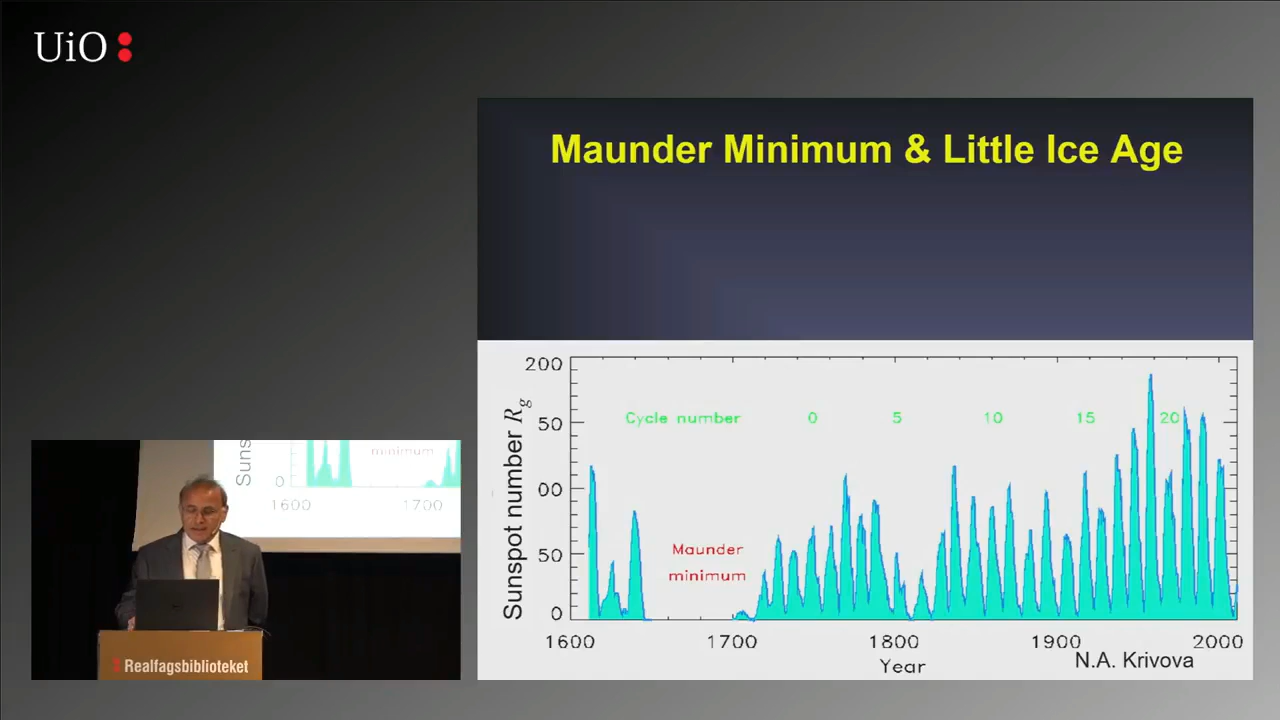 UiO
Maunder Minimum & Little Ice Age
200
50
00
50
0
Sunspot number Rg
Cycle number 0 5 10 15 20
Maunder
minimum
1600 1700 1800 1900 2000
Year
N.A. Krivova
Suns
0
minimum
1600 1700
Realfagsbiblioteket